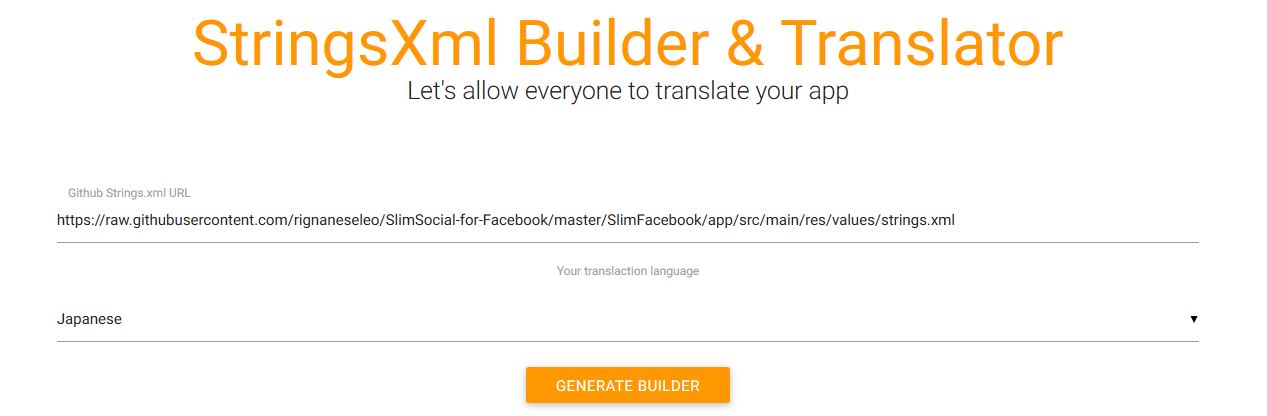 StringsXml Builder & Translator
Let's allow everyone to translate your app
Github Strings.xml URL
https://raw.githubusercontent.com/rignaneseleo/SlimSocial-for-Facebook/master/SlimFacebook/app/src/main/res/values/strings.xml
Your translaction language
Japanese
GENERATE BUILDER